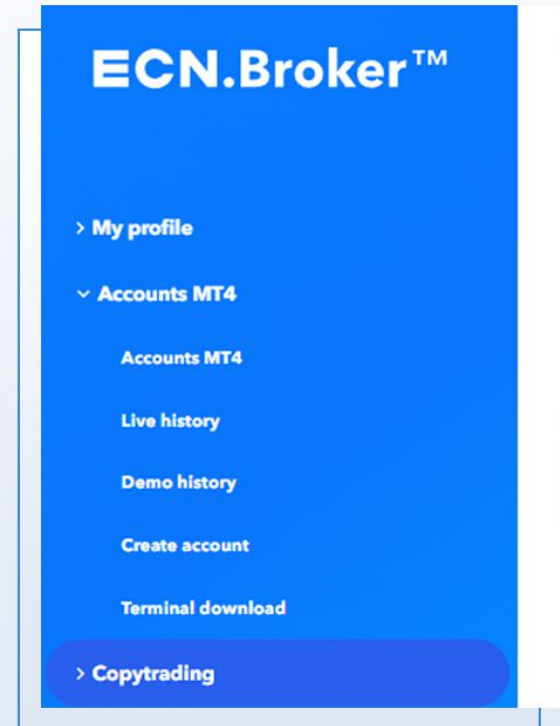 ECN.Broker™
> My profile
Accounts MT4
Accounts MT4
Live history
Demo history
Create account
Terminal download
> Copytrading